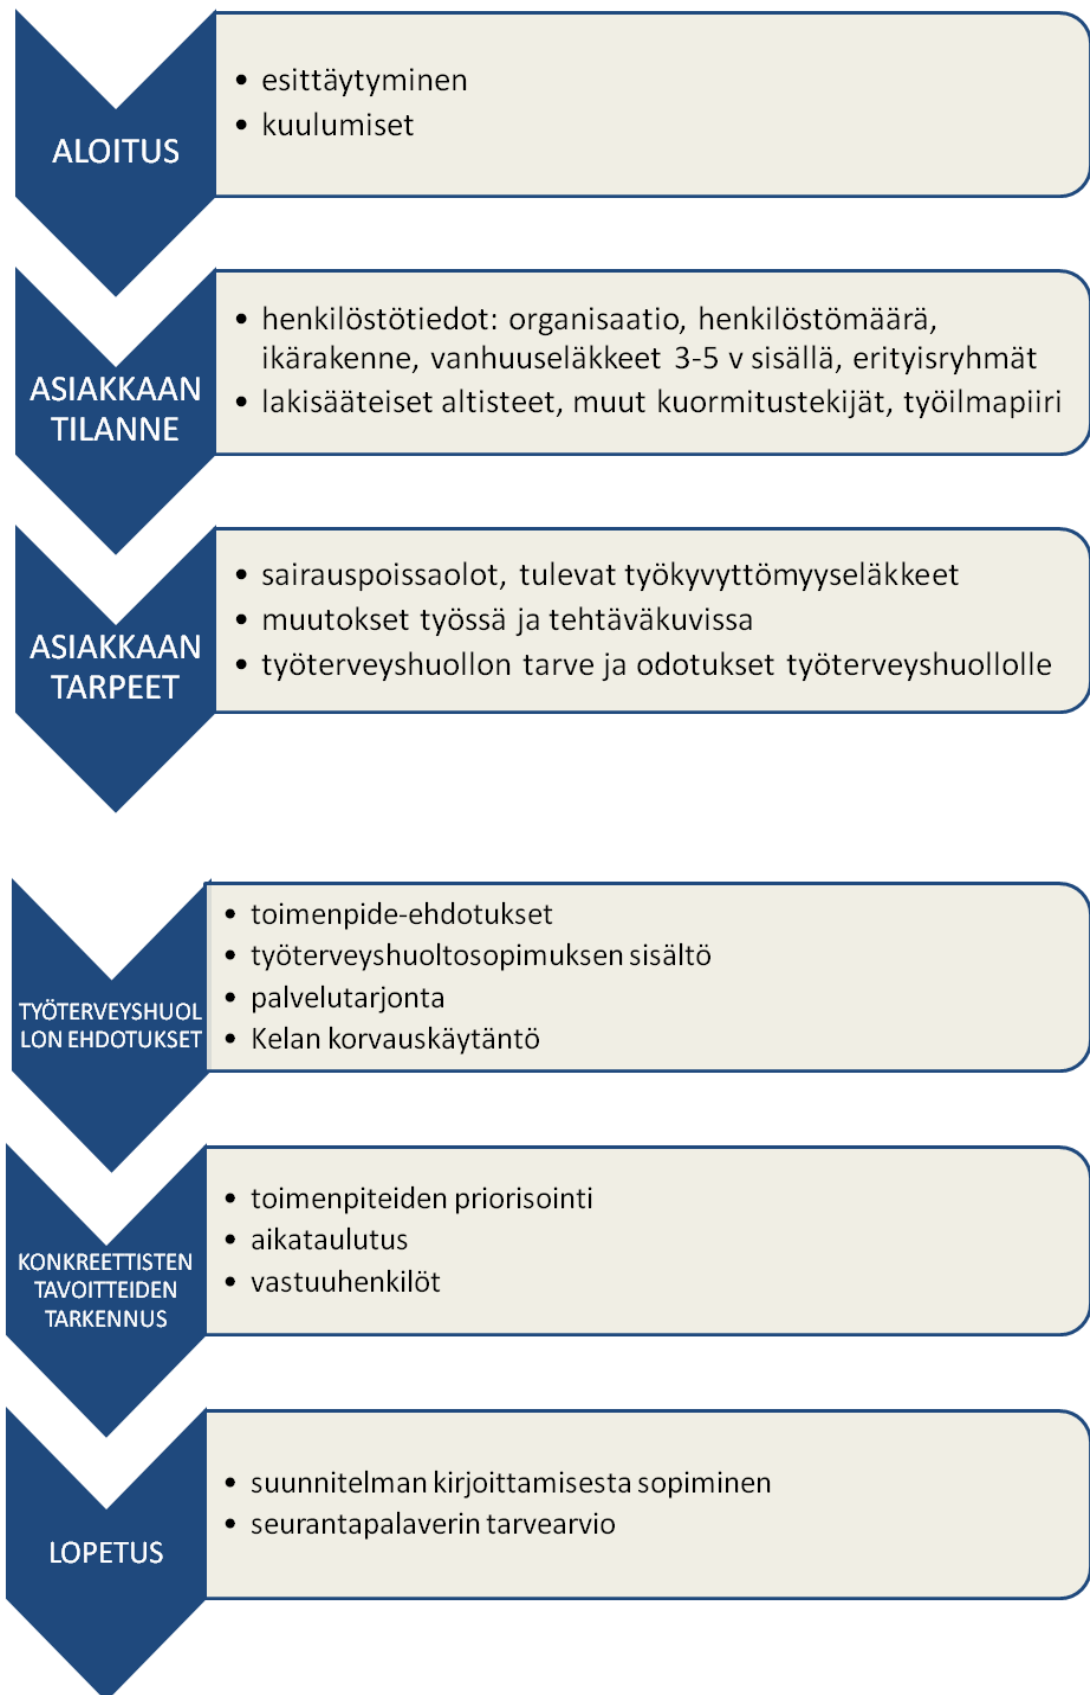 ALOITUS
• esittäytyminen
• kuulumiset
ASIAKKAAN
TILANNE
• henkilöstötiedot: organisaatio, henkilöstömäärä,
ikärakenne, vanhuuseläkkeet 3-5 v sisällä, erityisryhmät
• lakisääteiset altisteet, muut kuormitustekijät, työilmapiiri
ASIAKKAAN
TARPEET
• sairauspoissaolot, tulevat työkyvyttömyyseläkkeet
• muutokset työssä ja tehtäväkuvissa
• työterveyshuollon tarve ja odotukset työterveyshuollolle
TYÖTERVEYSHUOL
LON EHDOTUKSET
• toimenpide-ehdotukset
• työterveyshuoltosopimuksen sisältö
• palvelutarjonta
• Kelan korvauskäytäntö
KONKREETTISTEN
TAVOITTEIDEN
TARKENNUS
• toimenpiteiden priorisointi
• aikataulutus
• vastuuhenkilöt
LOPETUS
• suunnitelman kirjoittamisesta sopiminen
• seurantapalaverin tarvearvio